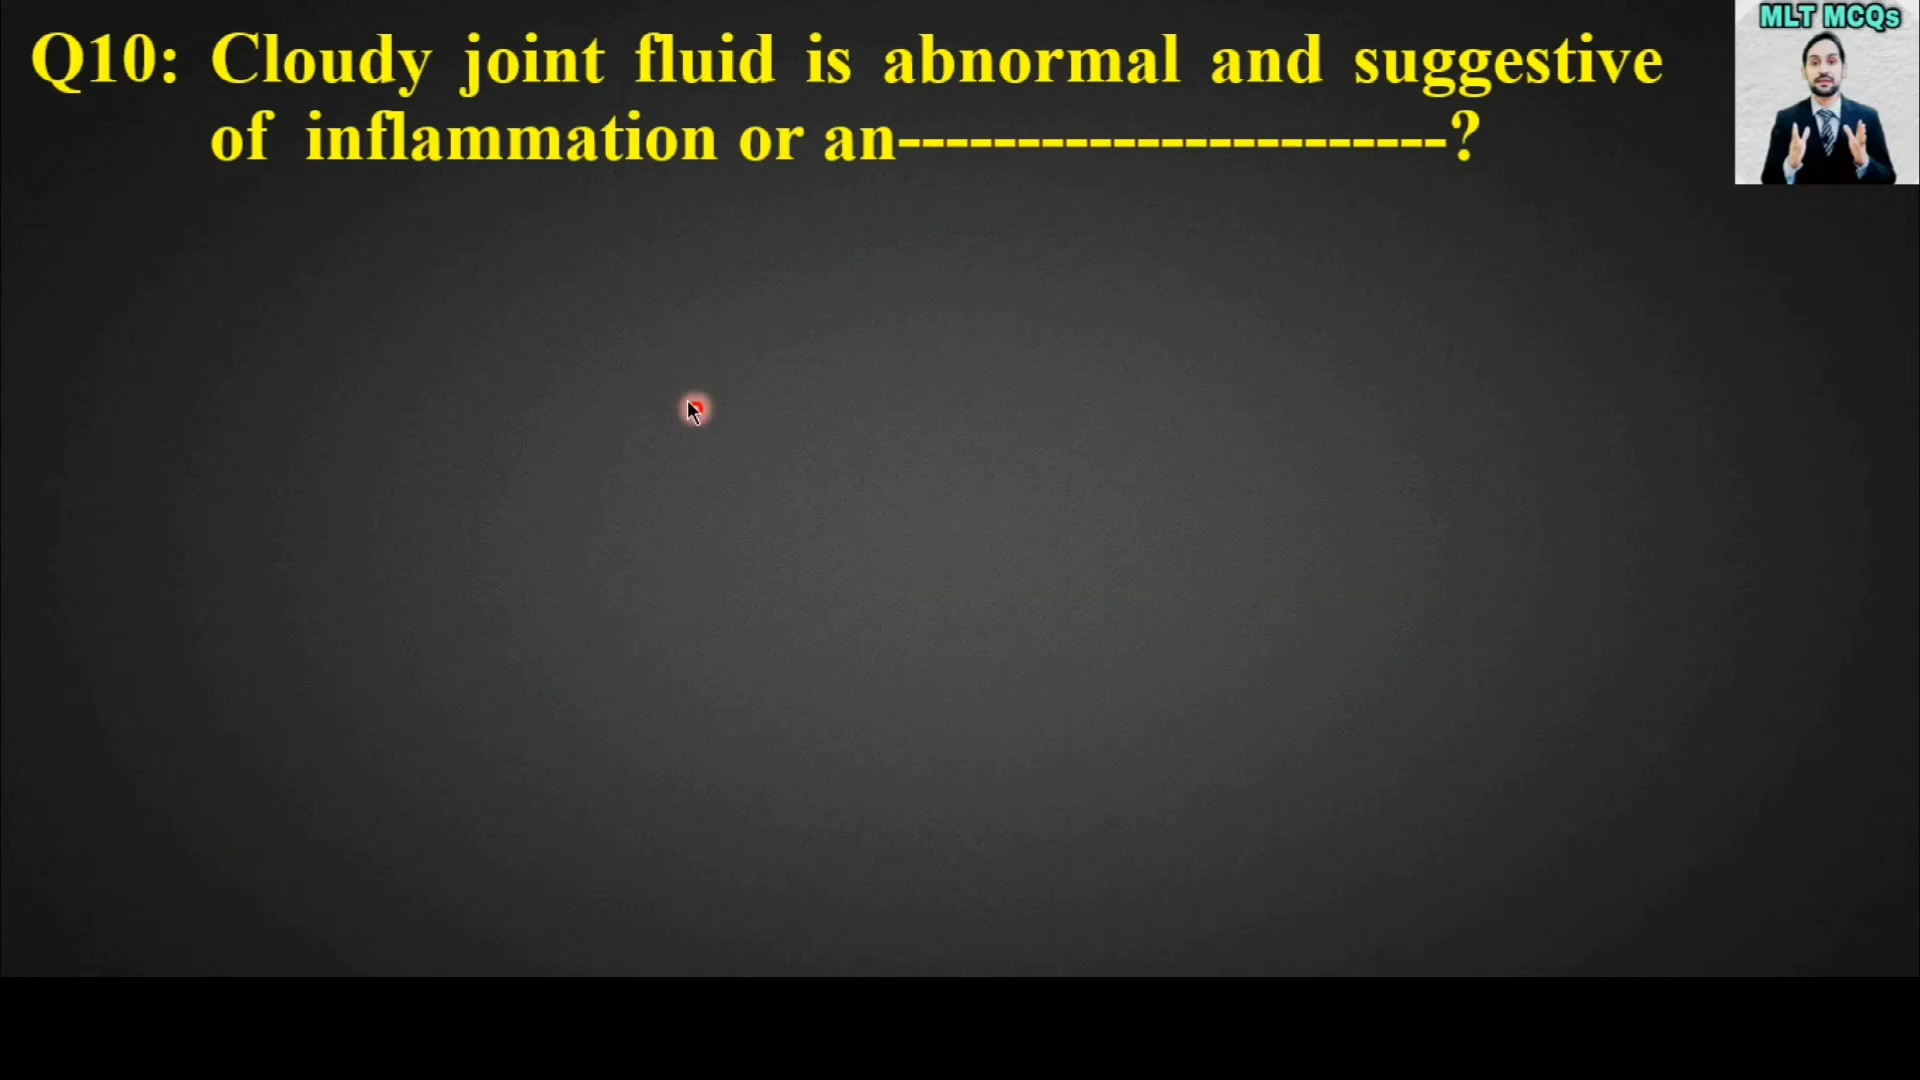 MLT MCQs
Q10: Cloudy joint fluid is abnormal and suggestive
of inflammation or an-----------------------?